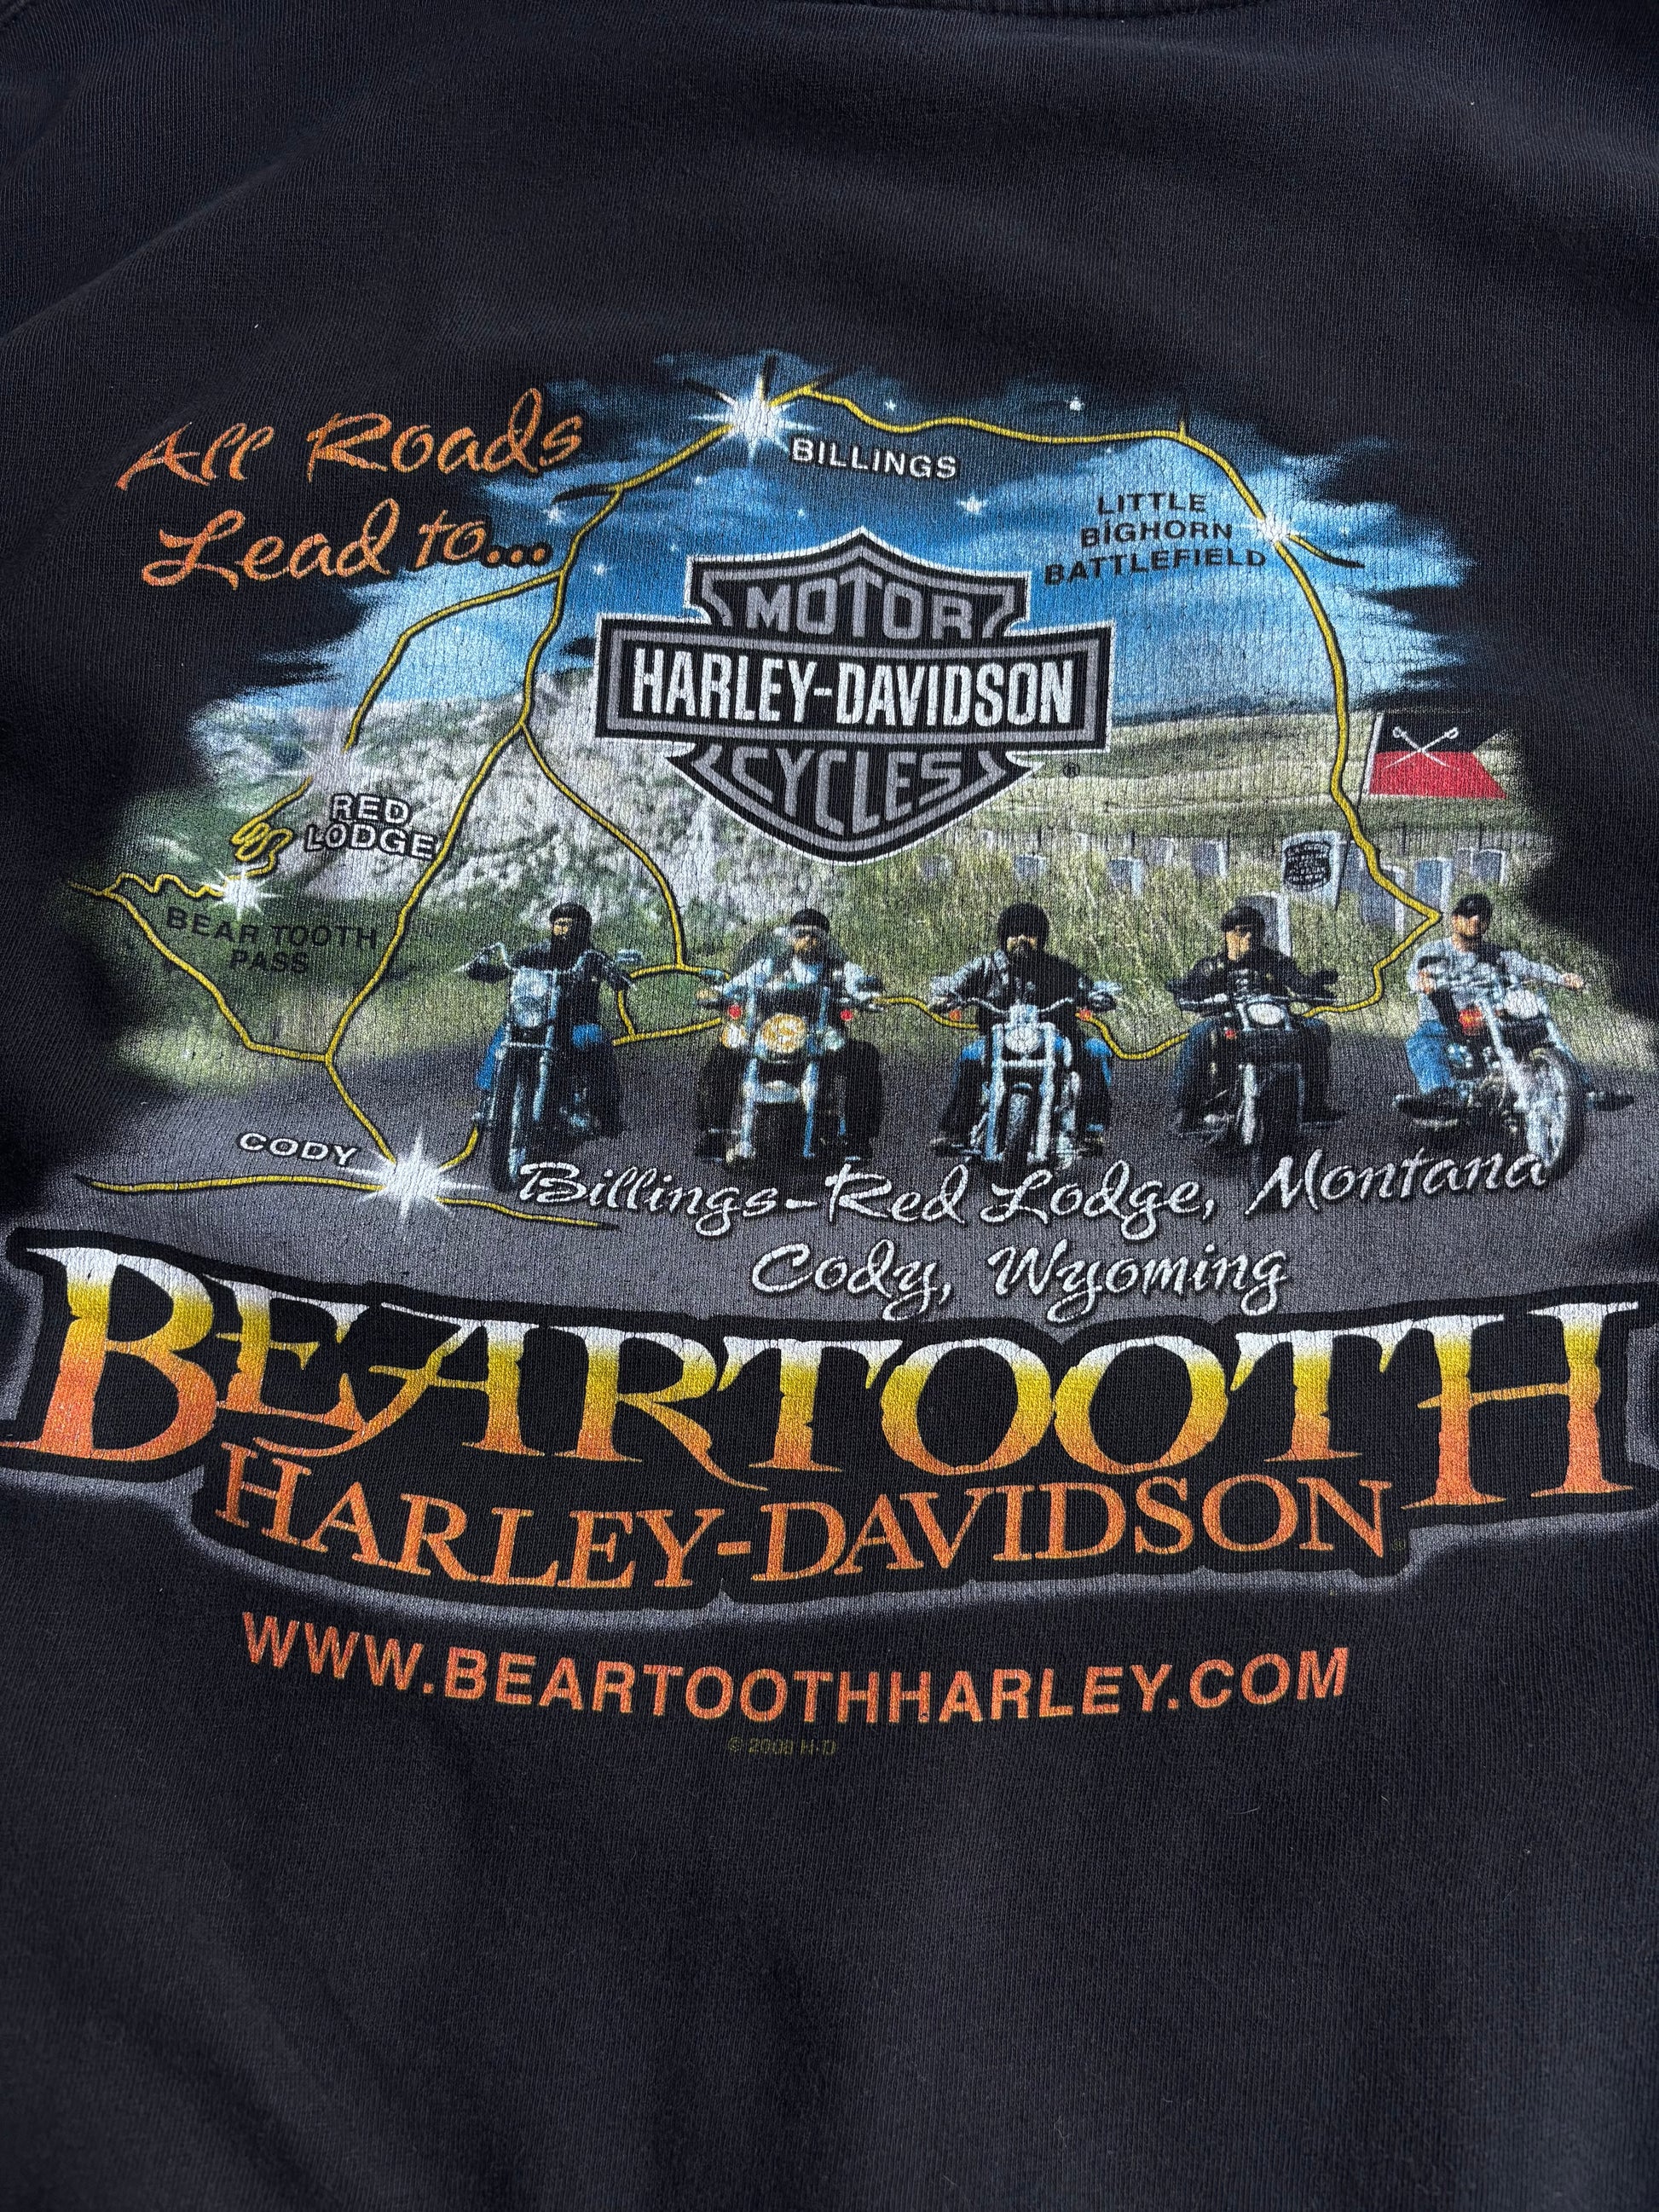 All Roads
Lead to...
BILLINGS
LITTLE
BIGHORN
BATTLEFIELD
MOTOR
HARLEY-DAVIDSON
CYCLES
®
RED
LODGE
BEAR TOOTH
PASS
CODY
Billings-Red Lodge, Montana
Cody, Wyoming
BEARTOOTH
HARLEY-DAVIDSON®
WWW.BEARTOOTHHARLEY.COM
© 2008 H-D